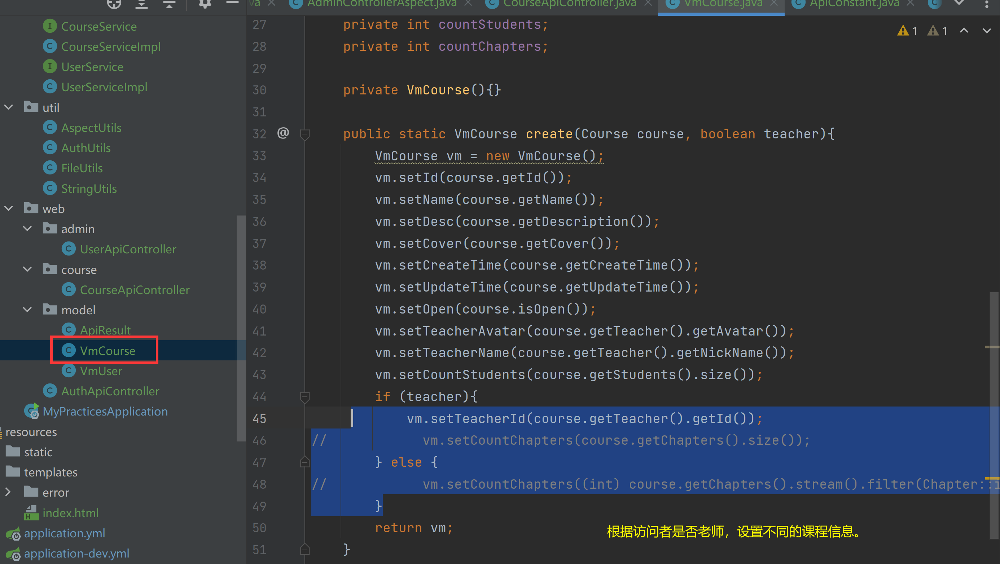 va
AdminControllerAspect.java
CourseApiController.java
VmCourse.java
ApiConstant.java
CourseService
CourseServiceImpl
UserService
UserServiceImpl
util
AspectUtils
AuthUtils
FileUtils
StringUtils
web
admin
UserApiController
course
CourseApiController
model
ApiResult
VmCourse
VmUser
AuthApiController
MyPracticesApplication
resources
static
templates
error
index.html
application.yml
application-dev.yml
1 1
27 private int countStudents;
28 private int countChapters;
29
30 private VmCourse(){}
31
32 @ public static VmCourse create(Course course, boolean teacher){
33 VmCourse vm = new VmCourse();
34 vm.setId(course.getId());
35 vm.setName(course.getName());
36 vm.setDesc(course.getDescription());
37 vm.setCover(course.getCover());
38 vm.setCreateTime(course.getCreateTime());
39 vm.setUpdateTime(course.getUpdateTime());
40 vm.setOpen(course.isOpen());
41 vm.setTeacherAvatar(course.getTeacher().getAvatar());
42 vm.setTeacherName(course.getTeacher().getNickName());
43 vm.setCountStudents(course.getStudents().size());
44 if (teacher){
45 vm.setTeacherId(course.getTeacher().getId());
46 // vm.setCountChapters(course.getChapters().size());
47 } else {
48 // vm.setCountChapters((int) course.getChapters().stream().filter(Chapter::i
49 }
50 return vm;
根据访问者是否老师，设置不同的课程信息。
51 }